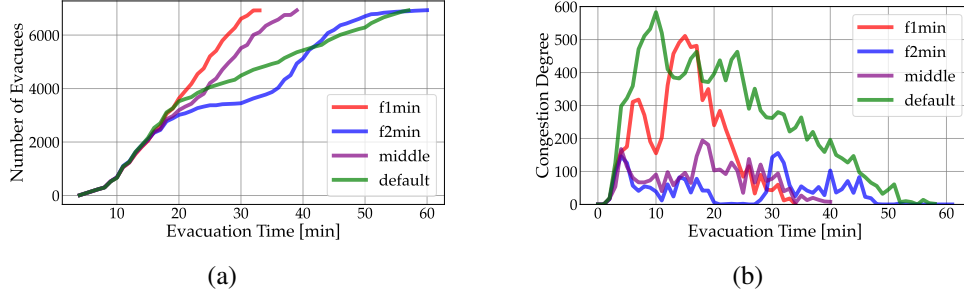 Number of Evacuees
6000
4000
2000
0
10
20
30
40
50
60
Evacuation Time [min]
f1min
f2min
middle
default
(a)
Congestion Degree
600
500
400
300
200
100
0
0
10
20
30
40
50
60
Evacuation Time [min]
f1min
f2min
middle
default
(b)